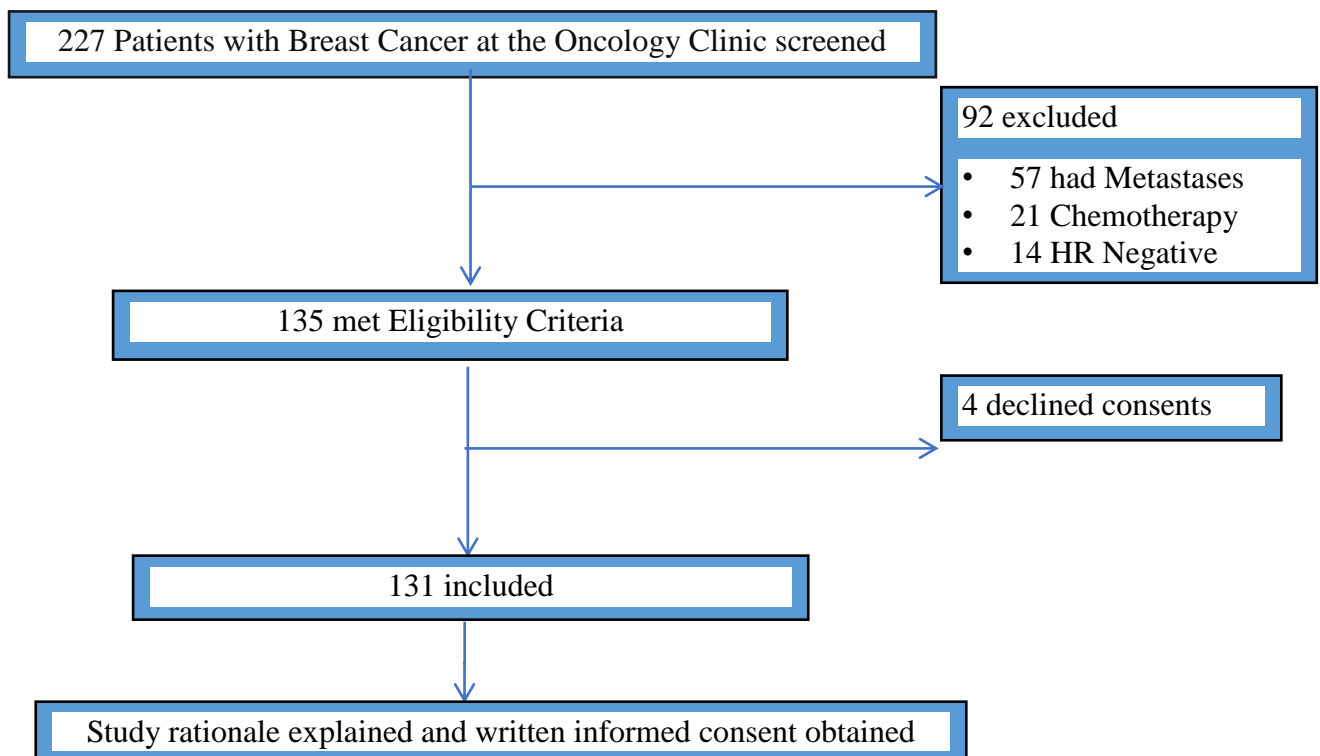 227 Patients with Breast Cancer at the Oncology Clinic screened
92 excluded
• 57 had Metastases
• 21 Chemotherapy
• 14 HR Negative
135 met Eligibility Criteria
4 declined consents
131 included
Study rationale explained and written informed consent obtained